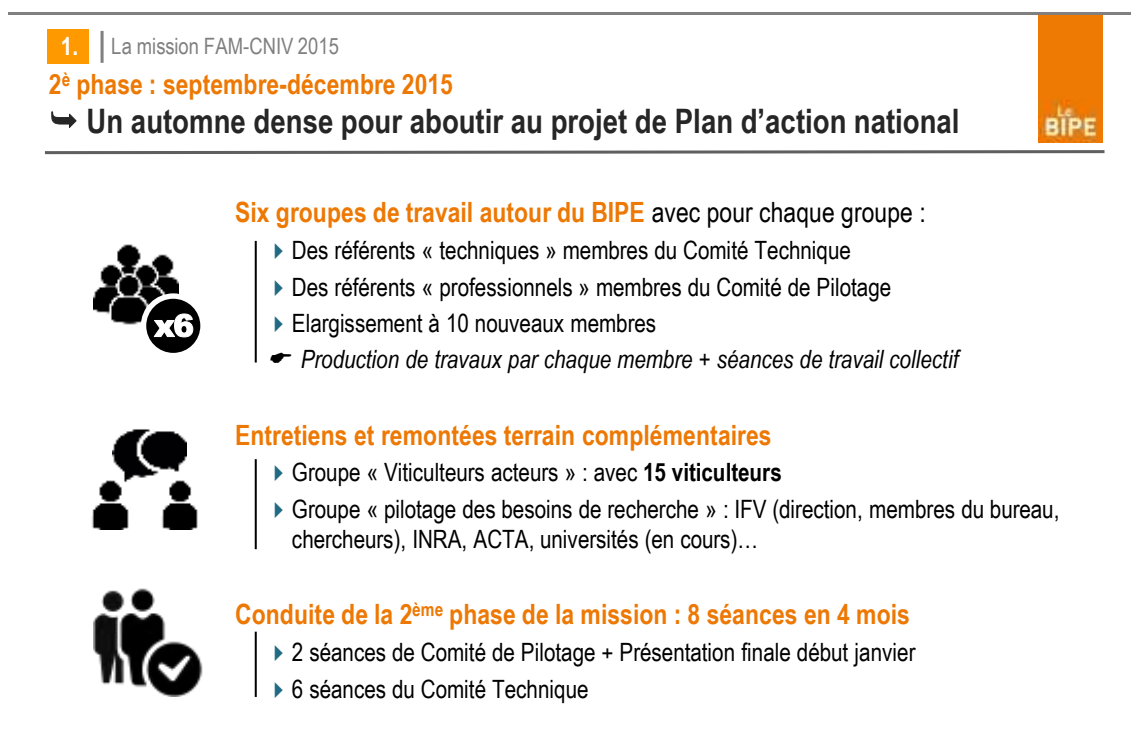 1. La mission FAM-CNIV 2015
2è phase : septembre-décembre 2015
➥ Un automne dense pour aboutir au projet de Plan d’action national
Le
BIPE
Six groupes de travail autour du BIPE avec pour chaque groupe :
Des référents « techniques » membres du Comité Technique
Des référents « professionnels » membres du Comité de Pilotage
Elargissement à 10 nouveaux membres
☛ Production de travaux par chaque membre + séances de travail collectif
x6
Entretiens et remontées terrain complémentaires
Groupe « Viticulteurs acteurs » : avec 15 viticulteurs
Groupe « pilotage des besoins de recherche » : IFV (direction, membres du bureau,
chercheurs), INRA, ACTA, universités (en cours)…
Conduite de la 2ème phase de la mission : 8 séances en 4 mois
2 séances de Comité de Pilotage + Présentation finale début janvier
6 séances du Comité Technique